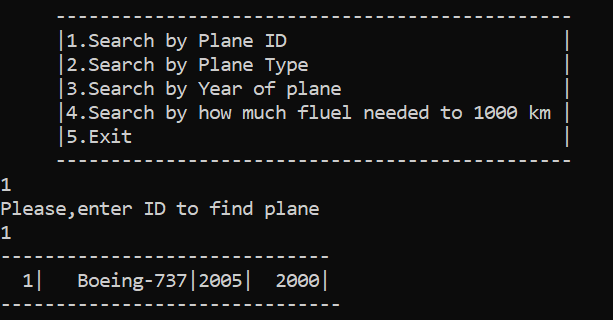 ------------------------------------------------
|1.Search by Plane ID                          |
|2.Search by Plane Type                        |
|3.Search by Year of plane                     |
|4.Search by how much fluel needed to 1000 km |
|5.Exit                                        |
------------------------------------------------
1
Please,enter ID to find plane
1
------------------------------
  1|   Boeing-737|2005|  2000|
-------------------------------